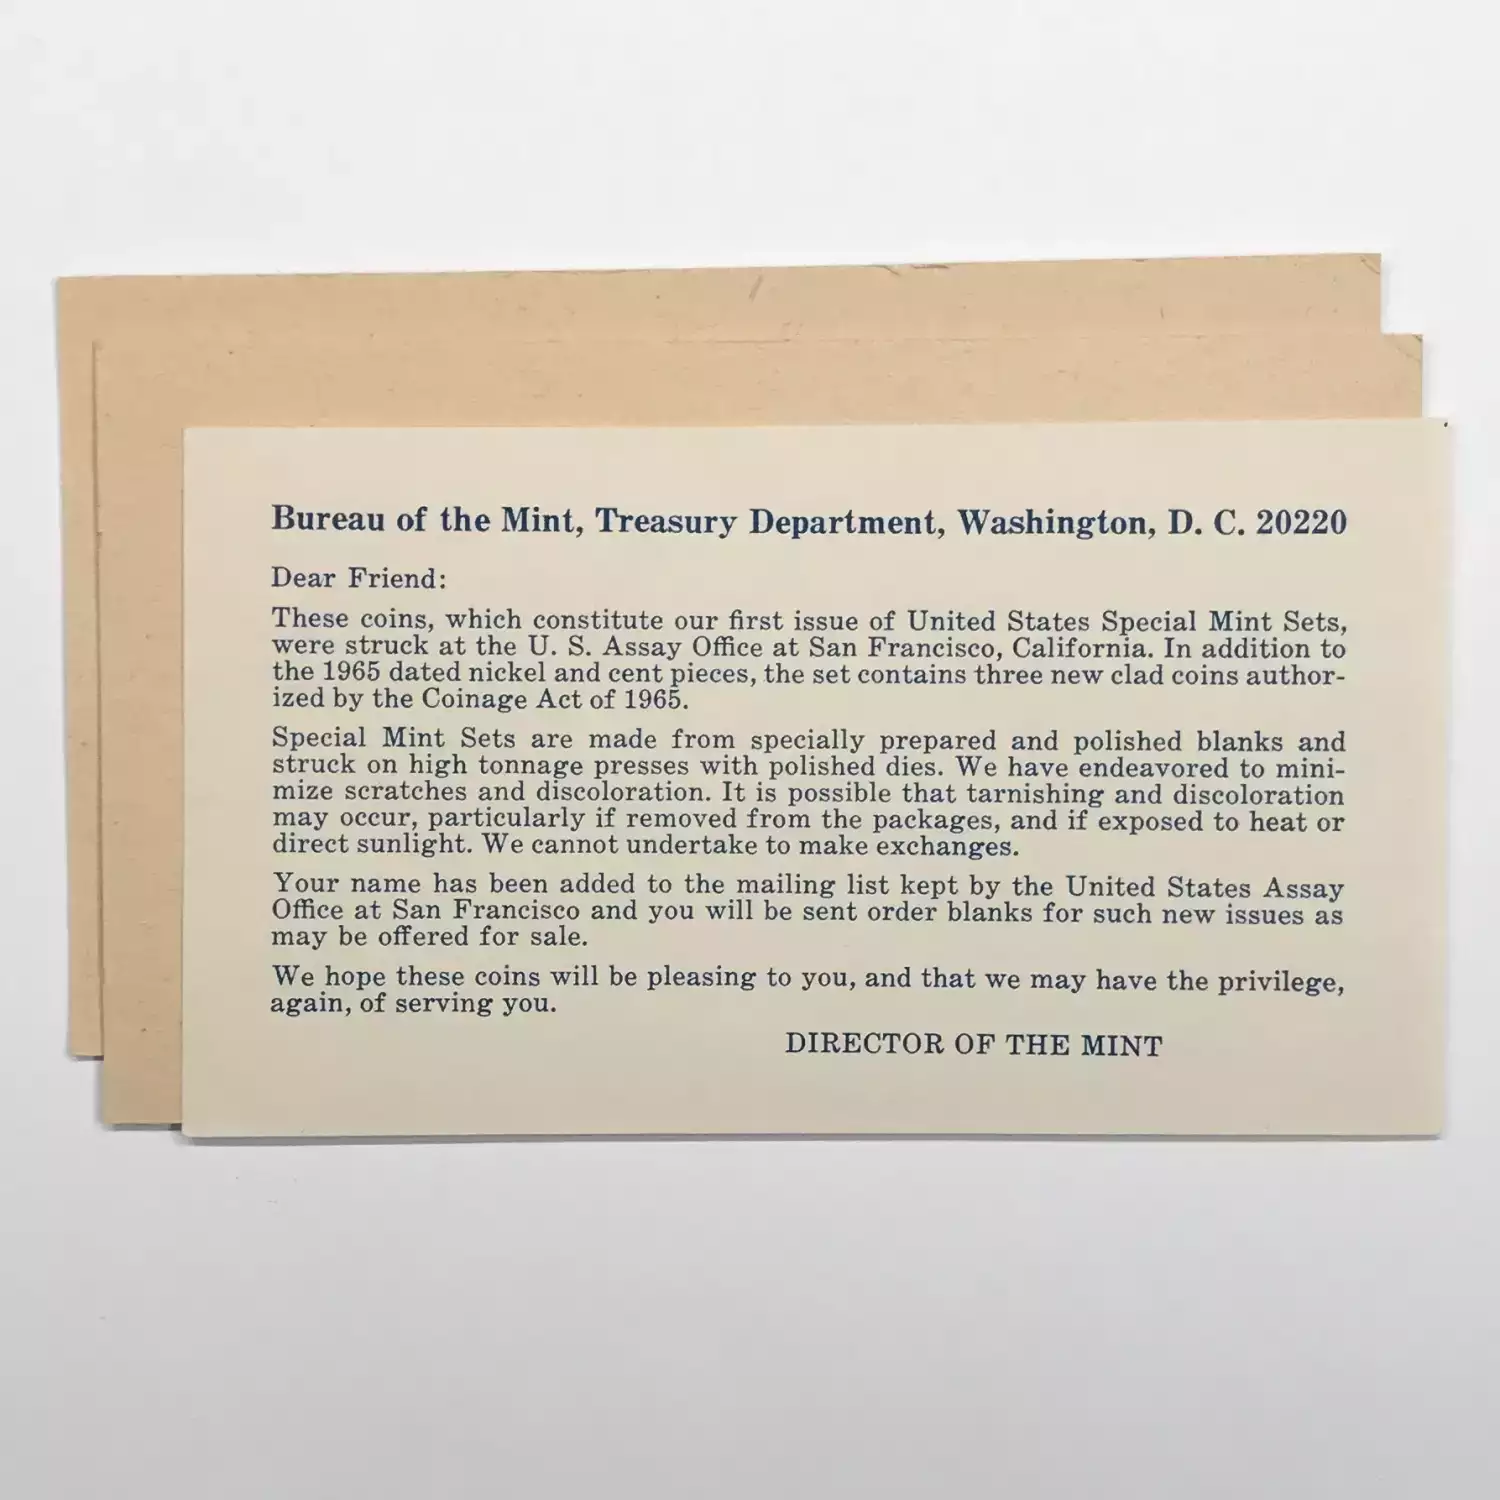 Bureau of the Mint, Treasury Department, Washington, D. C. 20220
Dear Friend:
These coins, which constitute our first issue of United States Special Mint Sets,
were struck at the U. S. Assay Office at San Francisco, California. In addition to
the 1965 dated nickel and cent pieces, the set contains three new clad coins author-
ized by the Coinage Act of 1965.
Special Mint Sets are made from specially prepared and polished blanks and
struck on high tonnage presses with polished dies. We have endeavored to mini-
mize scratches and discoloration. It is possible that tarnishing and discoloration
may occur, particularly if removed from the packages, and if exposed to heat or
direct sunlight. We cannot undertake to make exchanges.
Your name has been added to the mailing list kept by the United States Assay
Office at San Francisco and you will be sent order blanks for such new issues as
may be offered for sale.
We hope these coins will be pleasing to you, and that we may have the privilege,
again, of serving you.
DIRECTOR OF THE MINT